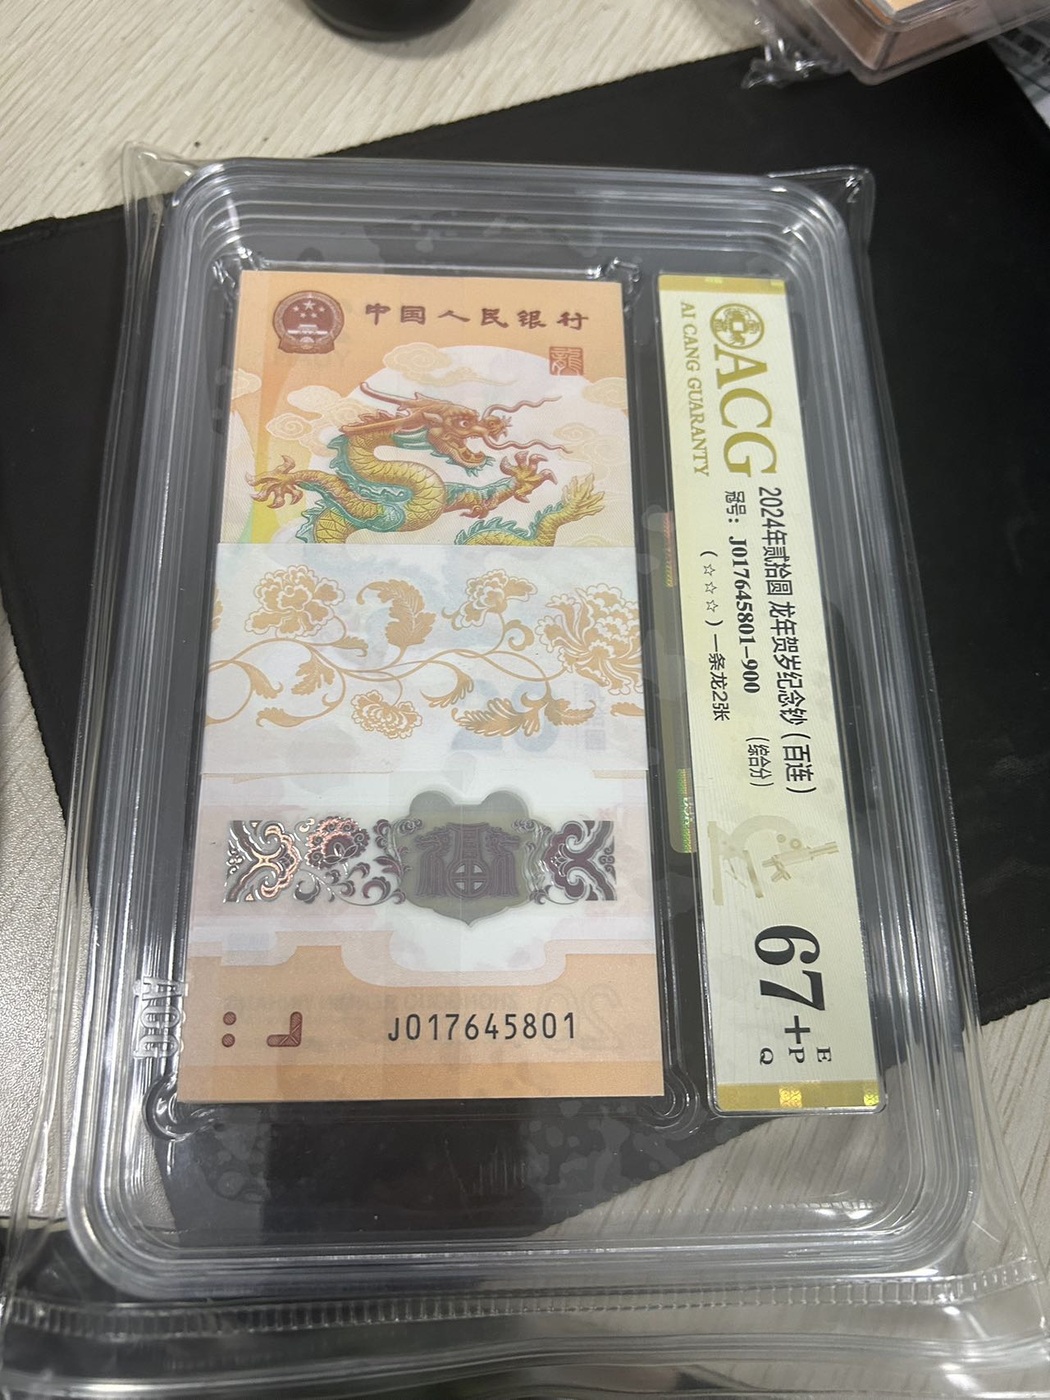 中国人民银行
龍
J017645801
ACG
AI CANG GUARANTY
2024年贰拾圆 龙年贺岁纪念钞（百连）
冠号：J017645801-900 （综合分）
（☆☆☆）一条龙2张
67+
E
P
Q
ACG